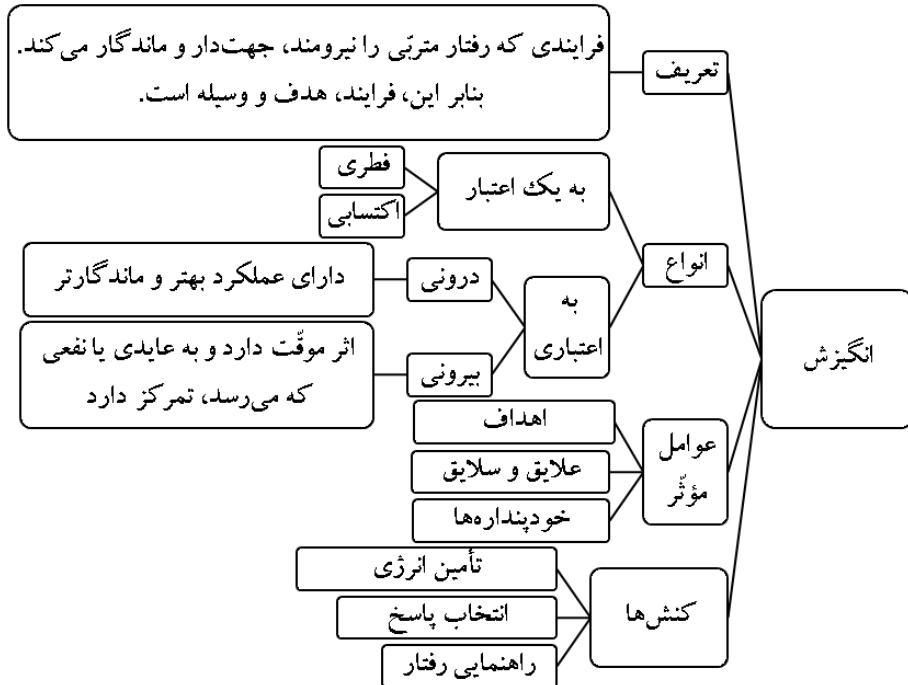 انگیزش
تعریف
فرایندی که رفتار متربّی را نیرومند، جهت‌دار و ماندگار می‌کند.
بنابر این، فرایند، هدف و وسیله است.
انواع
به یک اعتبار
فطری
اکتسابی
به
اعتباری
درونی
دارای عملکرد بهتر و ماندگارتر
بیرونی
اثر موقّت دارد و به عایدی یا نفعی
که می‌رسد، تمرکز دارد
عوامل
مؤثّر
اهداف
علایق و سلایق
خودپنداره‌ها
کنش‌ها
تأمین انرژی
انتخاب پاسخ
راهنمایی رفتار